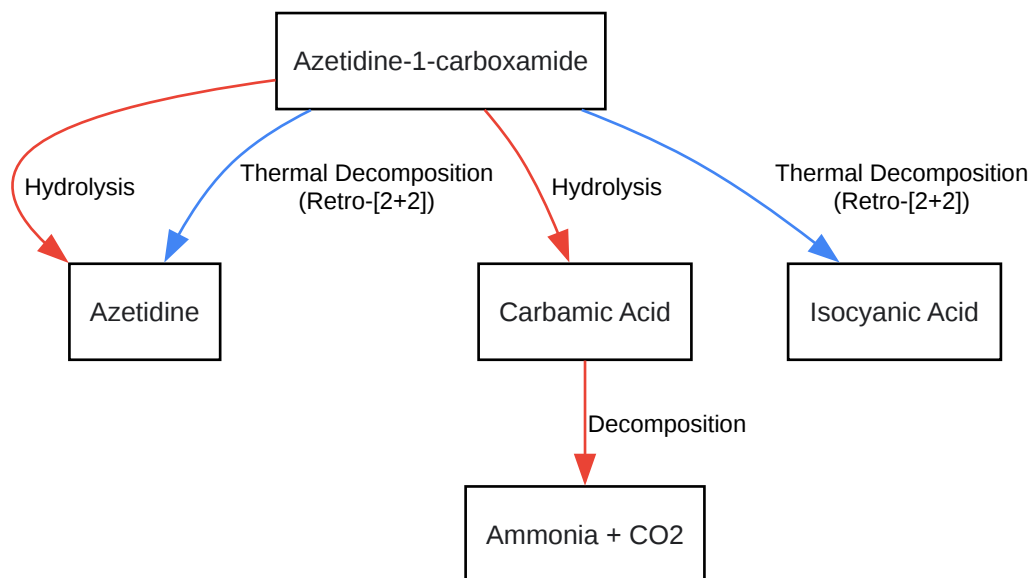 Azetidine-1-carboxamide
Hydrolysis
Thermal Decomposition
(Retro-[2+2])
Hydrolysis
Thermal Decomposition
(Retro-[2+2])
Azetidine
Carbamic Acid
Isocyanic Acid
Decomposition
Ammonia + CO2